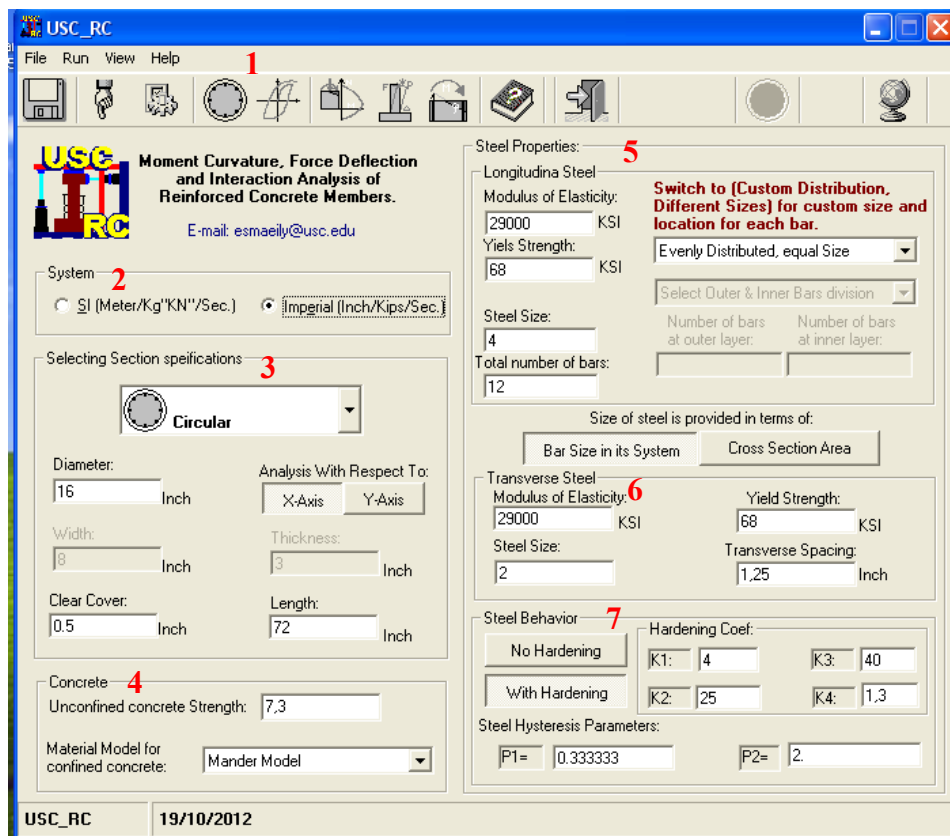 USC_RC
File Run View Help
1
USC
RC
Moment Curvature, Force Deflection
and Interaction Analysis of
Reinforced Concrete Members.
E-mail: esmaeily@usc.edu
System
2
SI (Meter/Kg"KN"/Sec.)
Imperial (Inch/Kips/Sec.)
Selecting Section speifications
3
Circular
Diameter:
16 Inch
Analysis With Respect To:
X-Axis Y-Axis
Width:
8 Inch
Thickness:
3 Inch
Clear Cover:
0.5 Inch
Length:
72 Inch
Concrete
4
Unconfined concrete Strength: 7,3
Material Model for
confined concrete:
Mander Model
Steel Properties:
5
Longitudina Steel
Modulus of Elasticity:
29000 KSI
Yiels Strength:
68 KSI
Switch to (Custom Distribution,
Different Sizes) for custom size and
location for each bar.
Evenly Distributed, equal Size
Select Outer & Inner Bars division
Steel Size:
4
Total number of bars:
12
Number of bars
at outer layer:
Number of bars
at inner layer:
Size of steel is provided in terms of:
Bar Size in its System Cross Section Area
Transverse Steel
6
Modulus of Elasticity:
29000 KSI
Yield Strength:
68 KSI
Steel Size:
2
Transverse Spacing:
1,25 Inch
Steel Behavior
7
No Hardening
With Hardening
Hardening Coef:
K1: 4 K3: 40
K2: 25 K4: 1,3
Steel Hysteresis Parameters:
P1= 0.333333 P2= 2.
USC_RC 19/10/2012